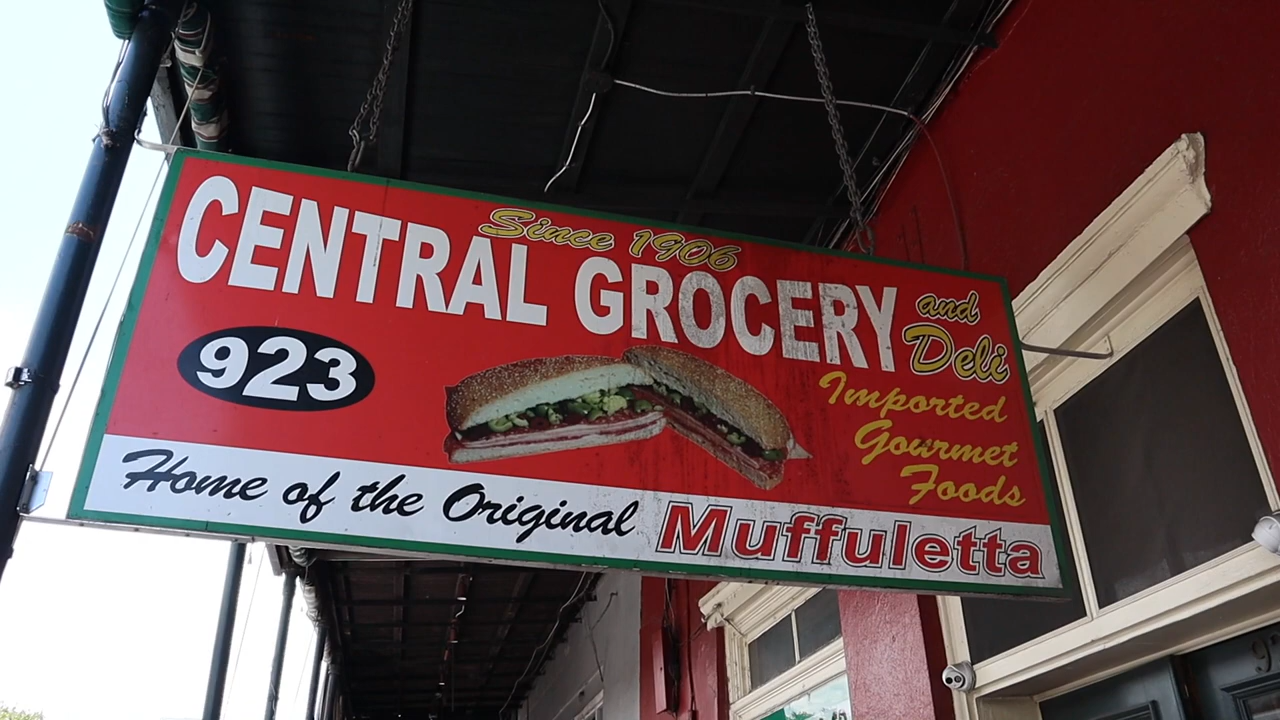 Since 1906
CENTRAL GROCERY and
Deli
923
Imported
Gourmet
Foods
Home of the Original Muffuletta